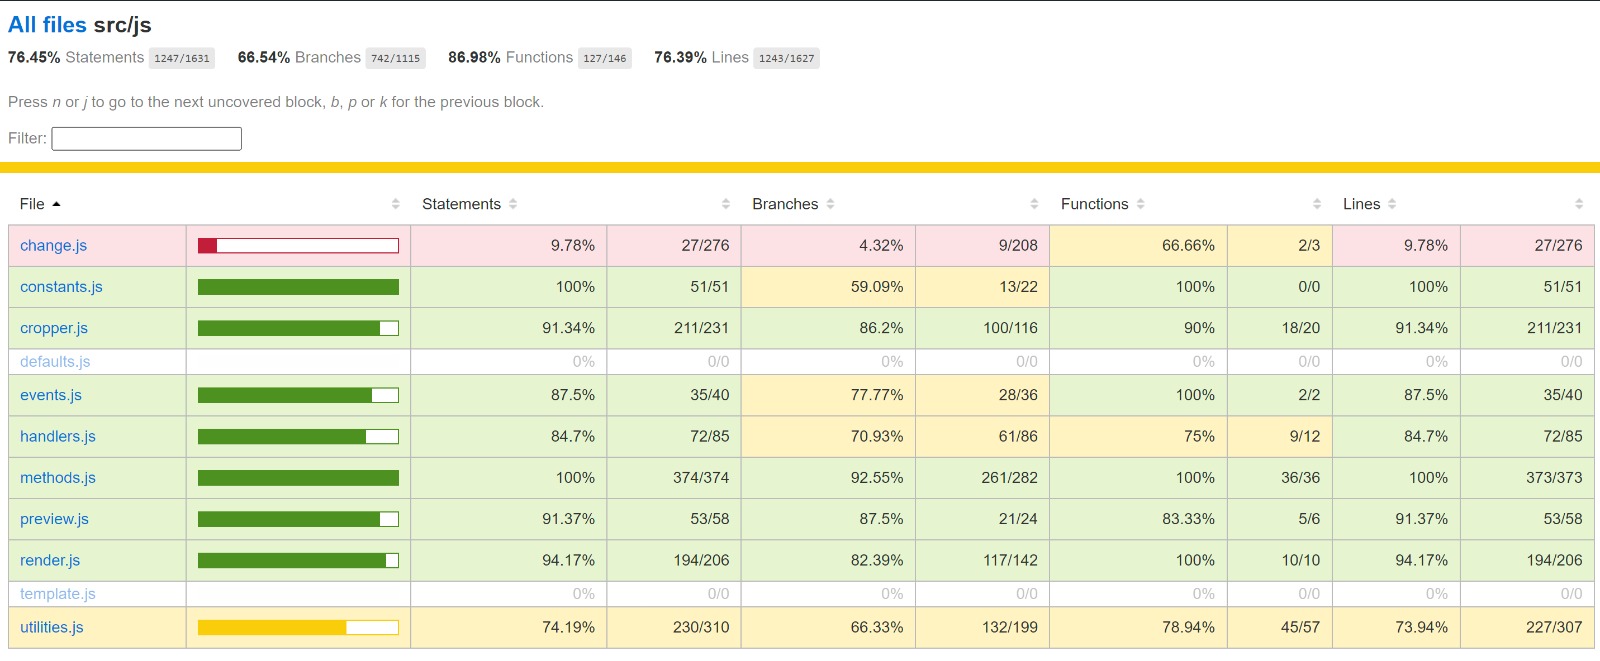 All files src/js
76.45% Statements 1247/1631 66.54% Branches 742/1115 86.98% Functions 127/146 76.39% Lines 1243/1627
Press n or j to go to the next uncovered block, b, p or k for the previous block.
Filter:
File Statements Branches Functions Lines
change.js 9.78% 27/276 4.32% 9/208 66.66% 2/3 9.78% 27/276
constants.js 100% 51/51 59.09% 13/22 100% 0/0 100% 51/51
cropper.js 91.34% 211/231 86.2% 100/116 90% 18/20 91.34% 211/231
defaults.js 0% 0/0 0% 0/0 0% 0/0 0% 0/0
events.js 87.5% 35/40 77.77% 28/36 100% 2/2 87.5% 35/40
handlers.js 84.7% 72/85 70.93% 61/86 75% 9/12 84.7% 72/85
methods.js 100% 374/374 92.55% 261/282 100% 36/36 100% 373/373
preview.js 91.37% 53/58 87.5% 21/24 83.33% 5/6 91.37% 53/58
render.js 94.17% 194/206 82.39% 117/142 100% 10/10 94.17% 194/206
template.js 0% 0/0 0% 0/0 0% 0/0 0% 0/0
utilities.js 74.19% 230/310 66.33% 132/199 78.94% 45/57 73.94% 227/307